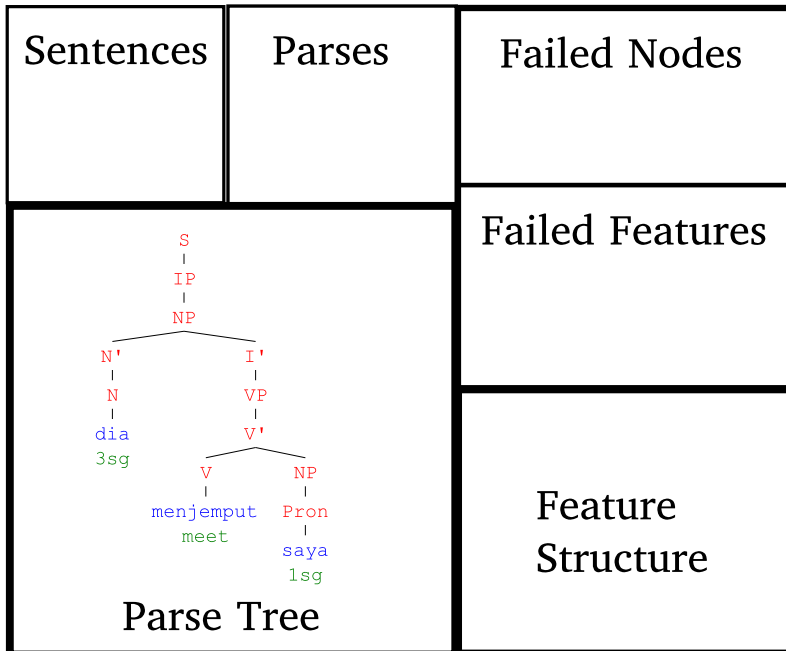 Sentences
Parses
Failed Nodes
Failed Features
S
IP
NP
N' I'
N VP
dia V'
3sg
V NP
menjemput Pron
meet
saya
1sg
Parse Tree
Feature
Structure